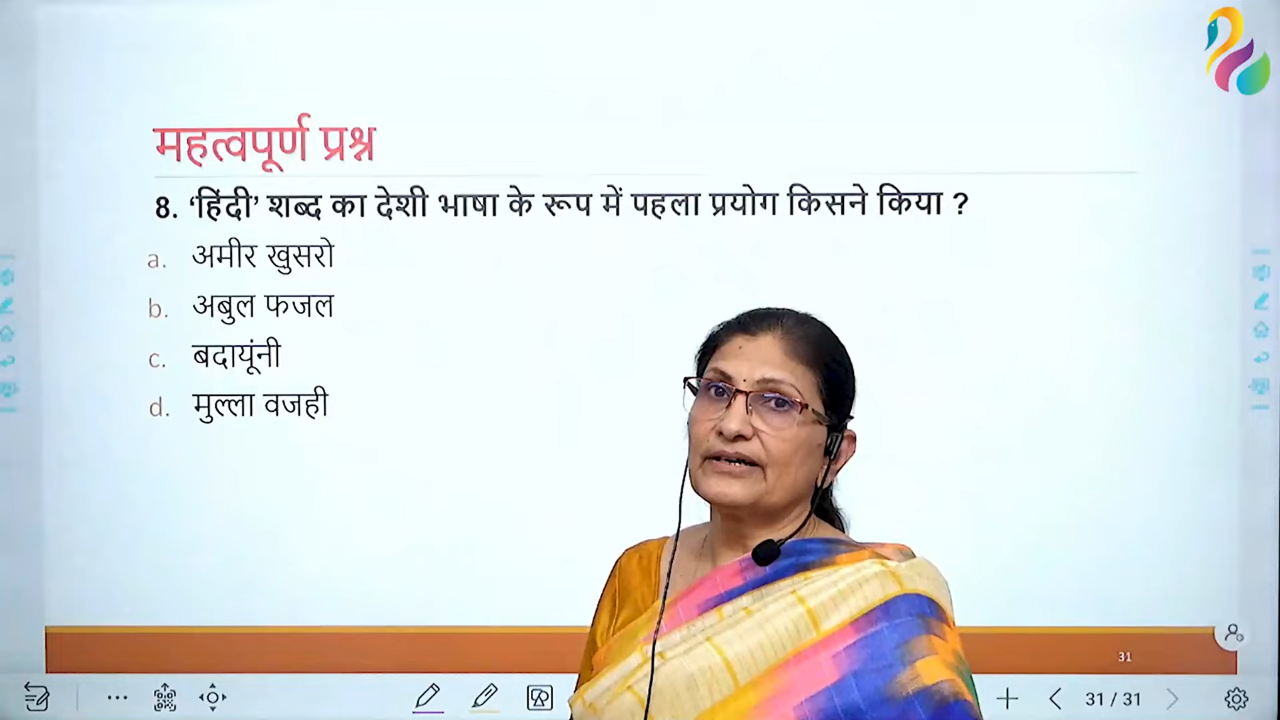 महत्वपूर्ण प्रश्न
8. ‘हिंदी’ शब्द का देशी भाषा के रूप में पहला प्रयोग किसने किया ?
a. अमीर खुसरो
b. अबुल फजल
c. बदायूंनी
d. मुल्ला वजही
31
31 / 31